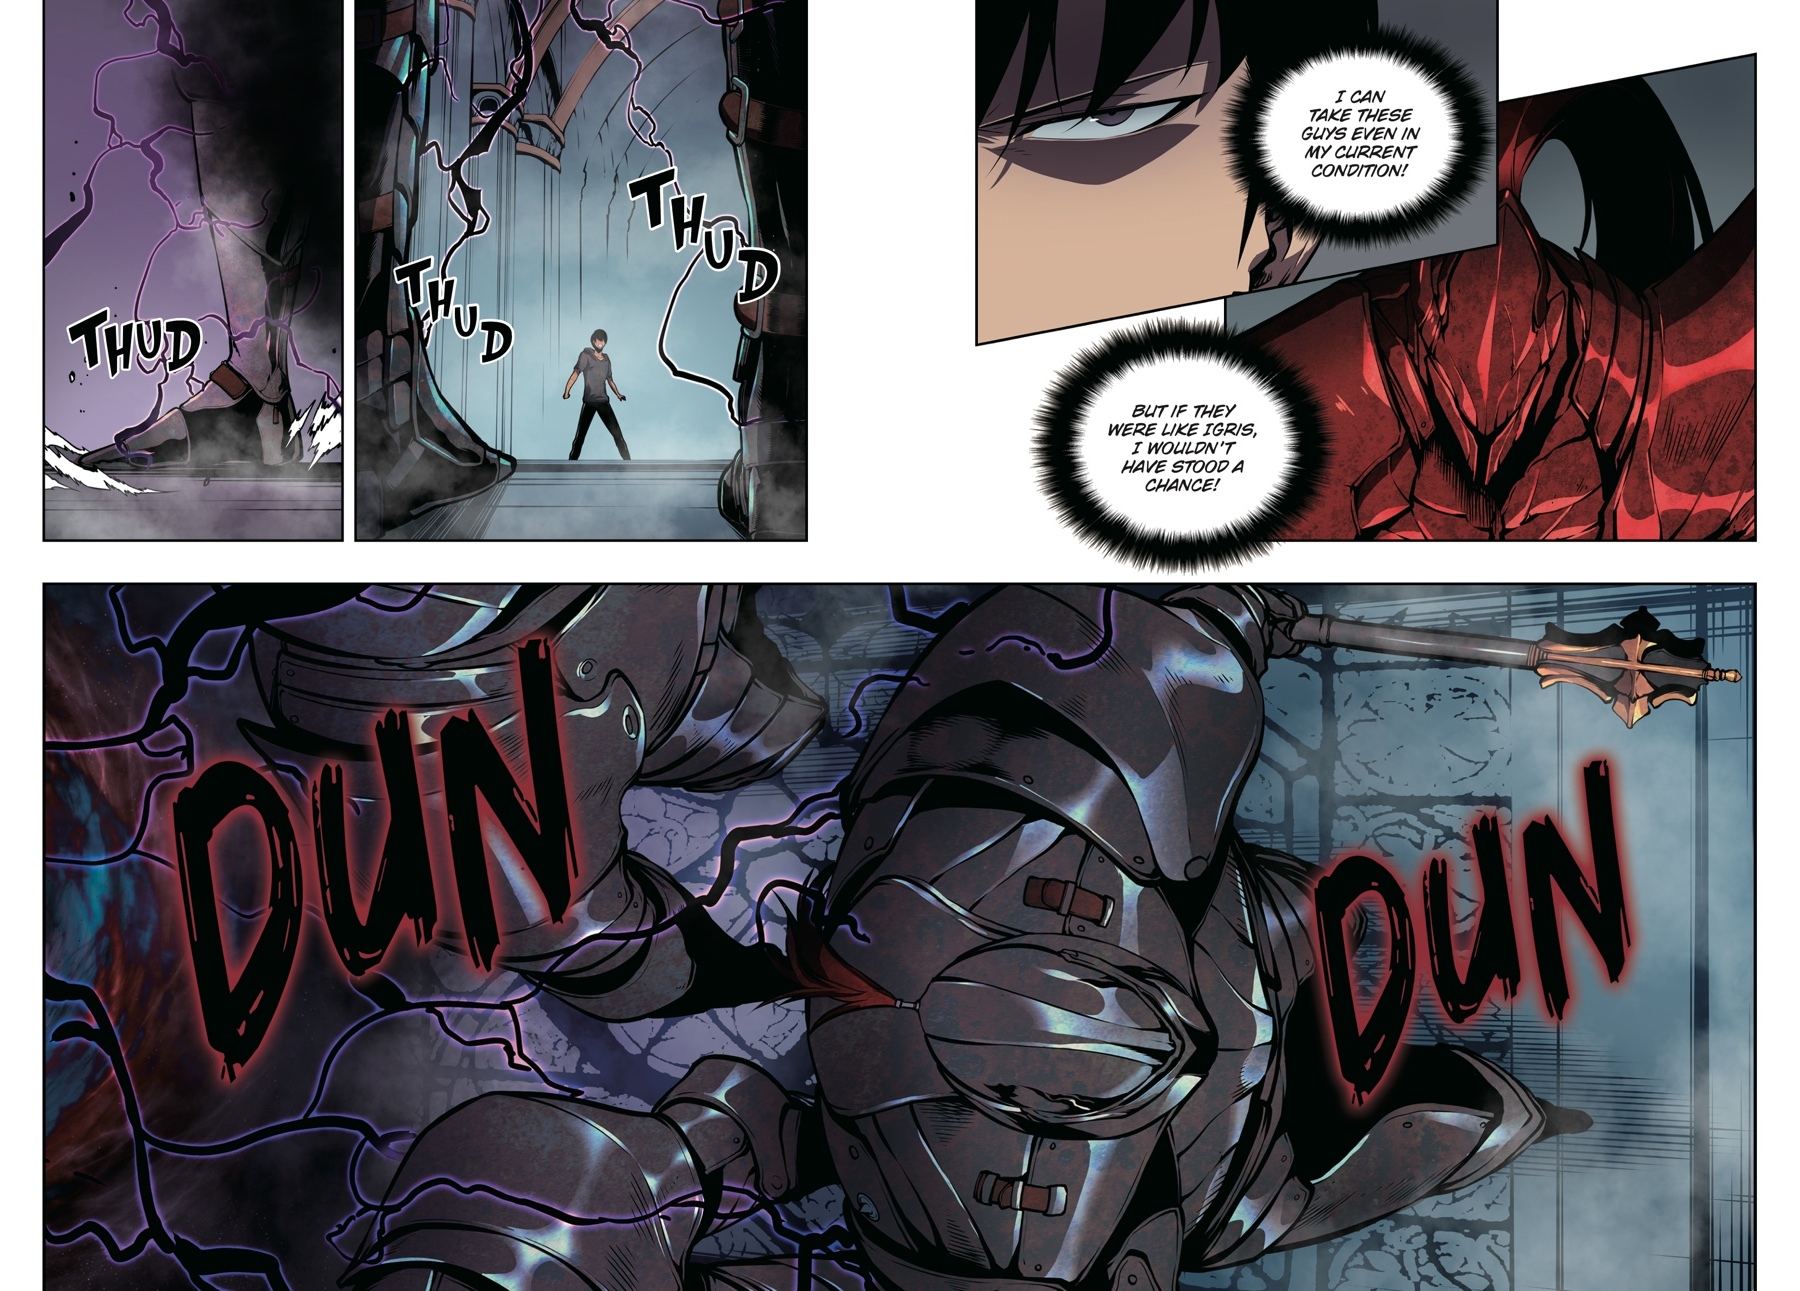 THUD
THUD
THUD
I CAN
TAKE THESE
GUYS EVEN IN
MY CURRENT
CONDITION!
BUT IF THEY
WERE LIKE IGRIS,
I WOULDN'T
HAVE STOOD A
CHANCE!
DUN
DUN